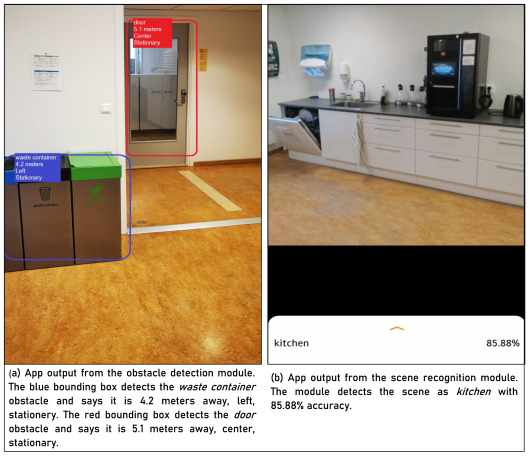 door
5.1 meters
Center
Stationary
waste container
4.2 meters
Left
Stationary
kitchen 85.88%
(a) App output from the obstacle detection module.
The blue bounding box detects the waste container
obstacle and says it is 4.2 meters away, left,
stationery. The red bounding box detects the door
obstacle and says it is 5.1 meters away, center,
stationary.
(b) App output from the scene recognition module.
The module detects the scene as kitchen with
85.88% accuracy.